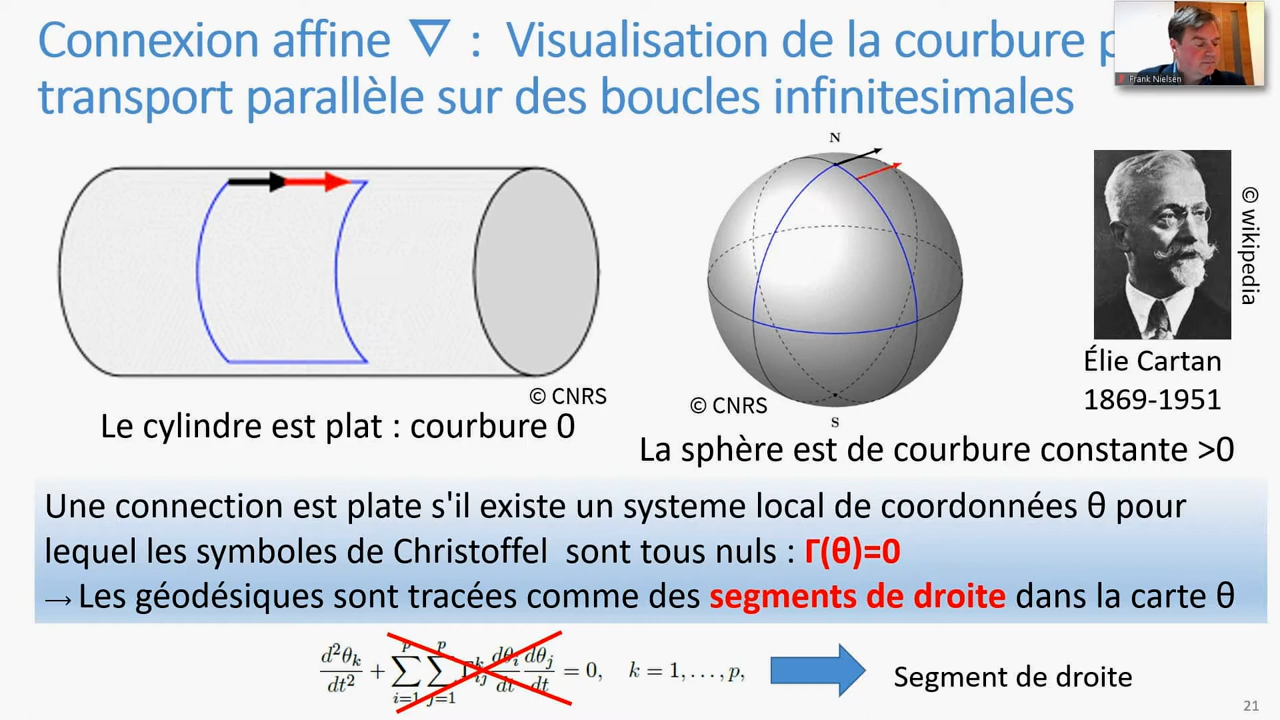 Connexion affine ∇ : Visualisation de la courbure p
transport parallèle sur des boucles infinitesimales
Frank Nielsen
N
S
© CNRS
Le cylindre est plat : courbure 0
© CNRS
La sphère est de courbure constante >0
© wikipedia
Élie Cartan
1869-1951
Une connection est plate s'il existe un systeme local de coordonnées θ pour
lequel les symboles de Christoffel sont tous nuls : Γ(θ)=0
→ Les géodésiques sont tracées comme des segments de droite dans la carte θ
d²θₖ/dt² + ∑ᵢ₌₁ᵖ ∑ⱼ₌₁ᵖ Γᵢⱼᵏ dθᵢ/dt dθⱼ/dt = 0, k = 1, . . . , p,
Segment de droite
21